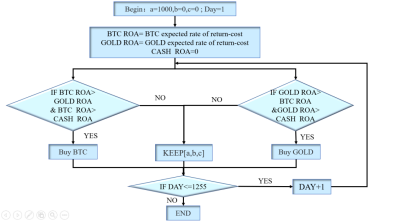 Begin: a=1000,b=0,c=0 ; Day=1
BTC ROA= BTC expected rate of return-cost
GOLD ROA= GOLD expected rate of return-cost
CASH ROA=0
IF BTC ROA>
GOLD ROA
& BTC ROA>
CASH ROA
NO
NO
IF GOLD ROA>
BTC ROA
&GOLD ROA>
CASH ROA
YES
YES
Buy BTC
KEEP[a,b,c]
Buy GOLD
IF DAY<=1255
YES
DAY+1
NO
END